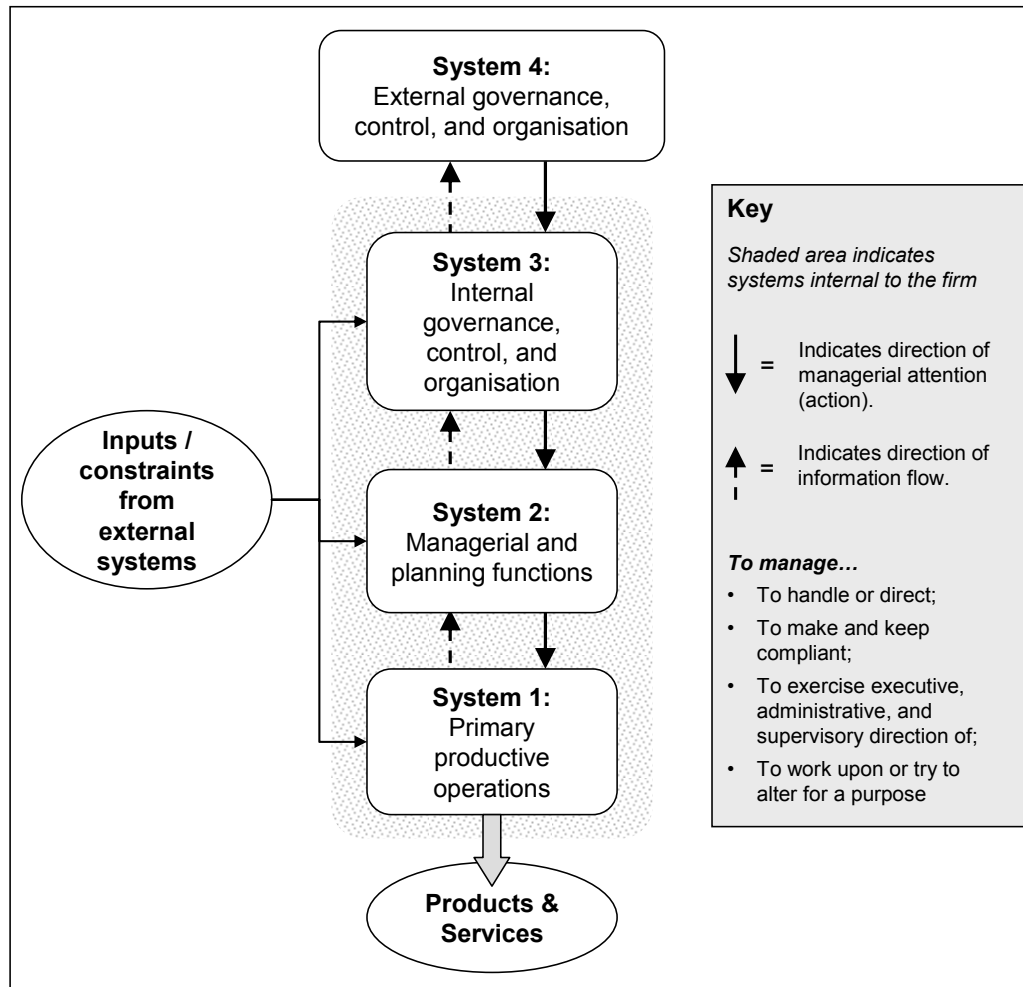 System 4:
External governance,
control, and organisation
System 3:
Internal
governance,
control, and
organisation
Inputs /
constraints
from
external
systems
System 2:
Managerial and
planning functions
System 1:
Primary
productive
operations
Products &
Services
Key
Shaded area indicates
systems internal to the firm
=
Indicates direction of
managerial attention
(action).
=
Indicates direction of
information flow.
To manage…
• To handle or direct;
• To make and keep
compliant;
• To exercise executive,
administrative, and
supervisory direction of;
• To work upon or try to
alter for a purpose